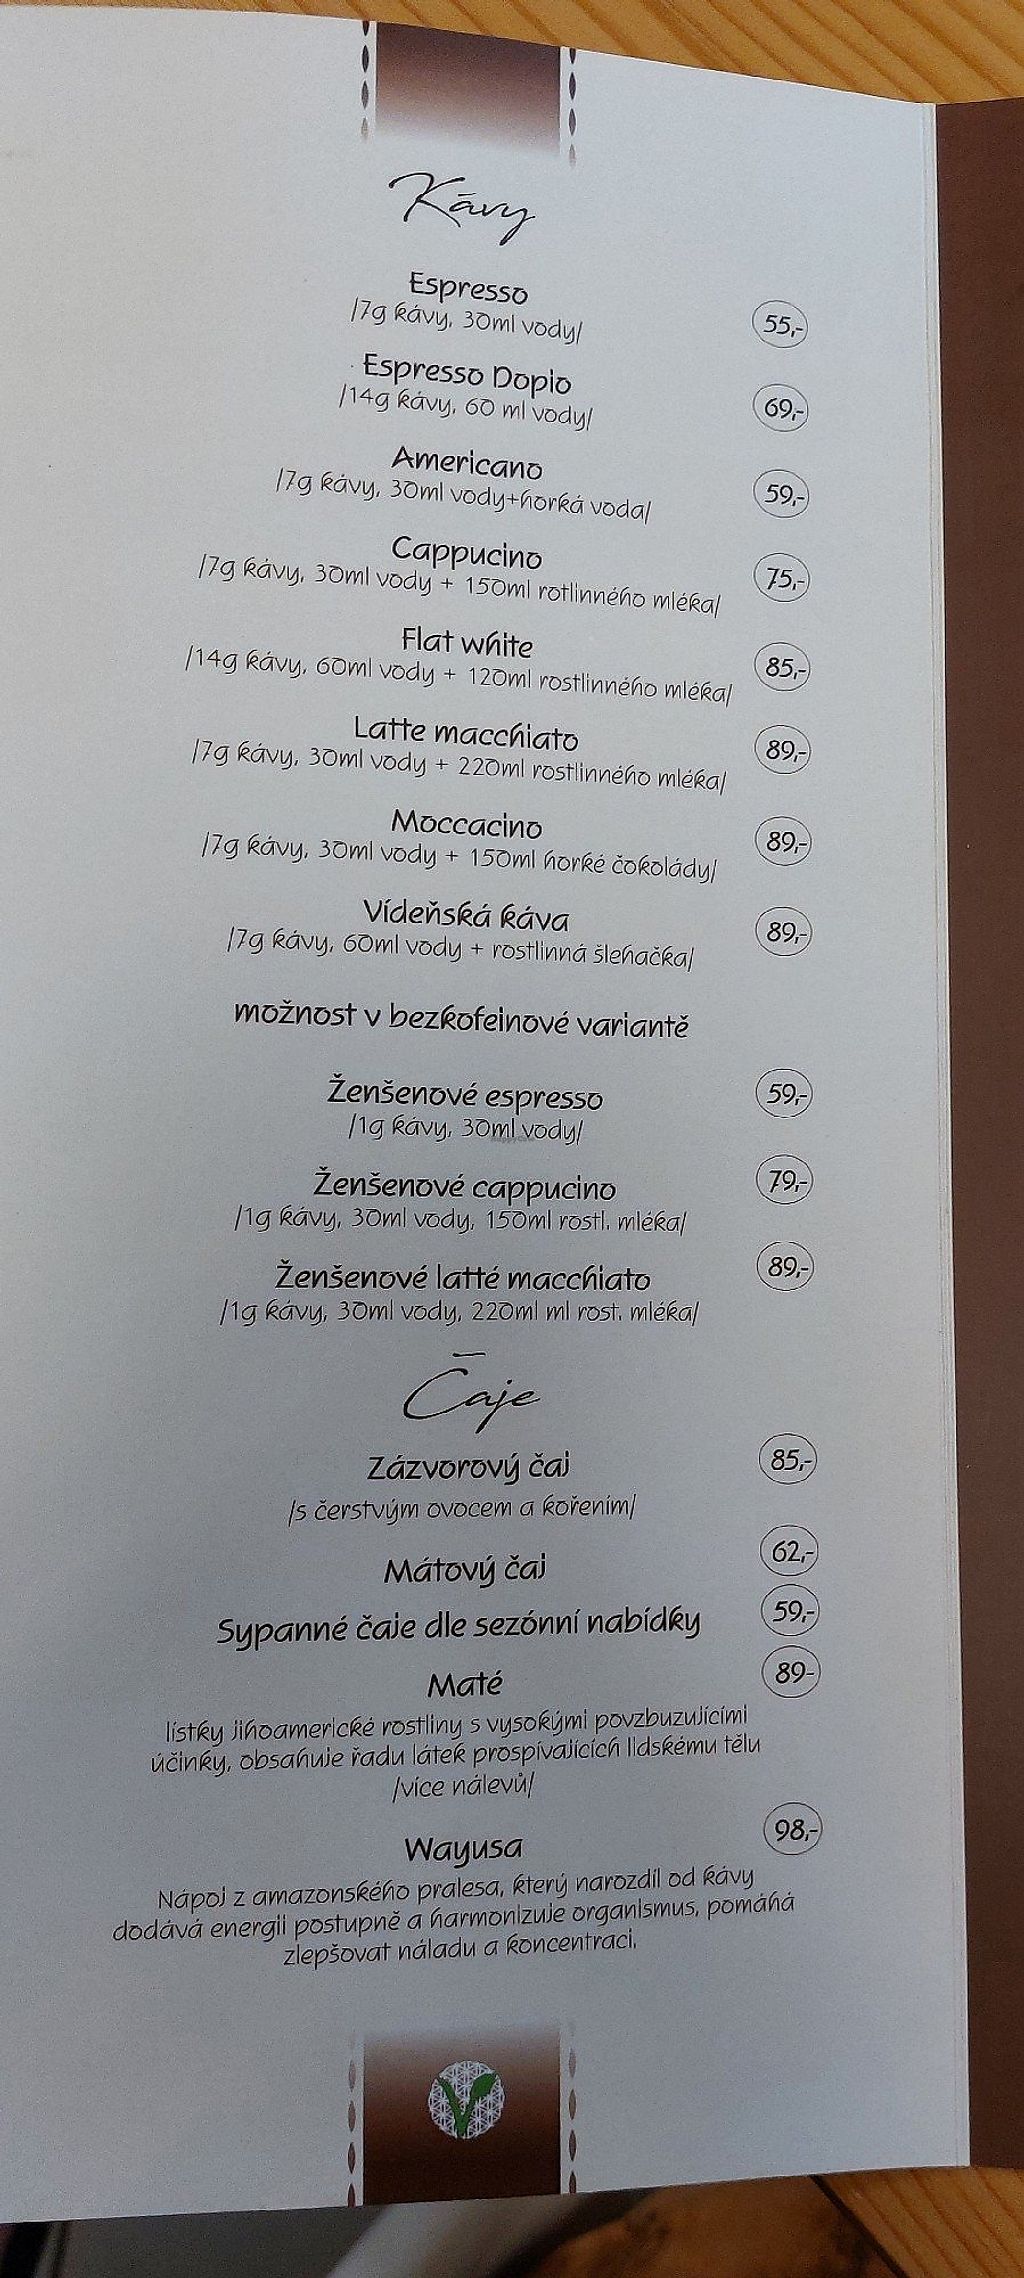 Kávy
Espresso
/7g kávy, 30ml vody/
55,-
Espresso Dopio
/14g kávy, 60 ml vody/
69,-
Americano
/7g kávy, 30ml vody+horká voda/
59,-
Cappucino
/7g kávy, 30ml vody + 150ml rotlinného mléka/
75,-
Flat white
/14g kávy, 60ml vody + 120ml rostlinného mléka/
85,-
Latte macchiato
/7g kávy, 30ml vody + 220ml rostlinného mléka/
89,-
Moccacino
/7g kávy, 30ml vody + 150ml horké čokolády/
89,-
Vídeňská káva
/7g kávy, 60ml vody + rostlinná šlehačka/
89,-
možnost v bezkofeinové variantě
Ženšenové espresso
/1g kávy, 30ml vody/
59,-
Ženšenové cappucino
/1g kávy, 30ml vody, 150ml rostl. mléka/
79,-
Ženšenové latté macchiato
/1g kávy, 30ml vody, 220ml ml rost. mléka/
89,-
Čaje
Zázvorový čaj
/s čerstvým ovocem a kořením/
85,-
Mátový čaj
62,-
Sypanné čaje dle sezónní nabídky
59,-
Maté
89-
lístky jihoamerické rostliny s vysokými povzbuzujícími
účinky, obsahuje řadu látek prospívajících lidskému tělu
/více nálevů/
Wayusa
98,-
Nápoj z amazonského pralesa, který narozdíl od kávy
dodává energii postupně a harmonizuje organismus, pomáhá
zlepšovat náladu a koncentraci.